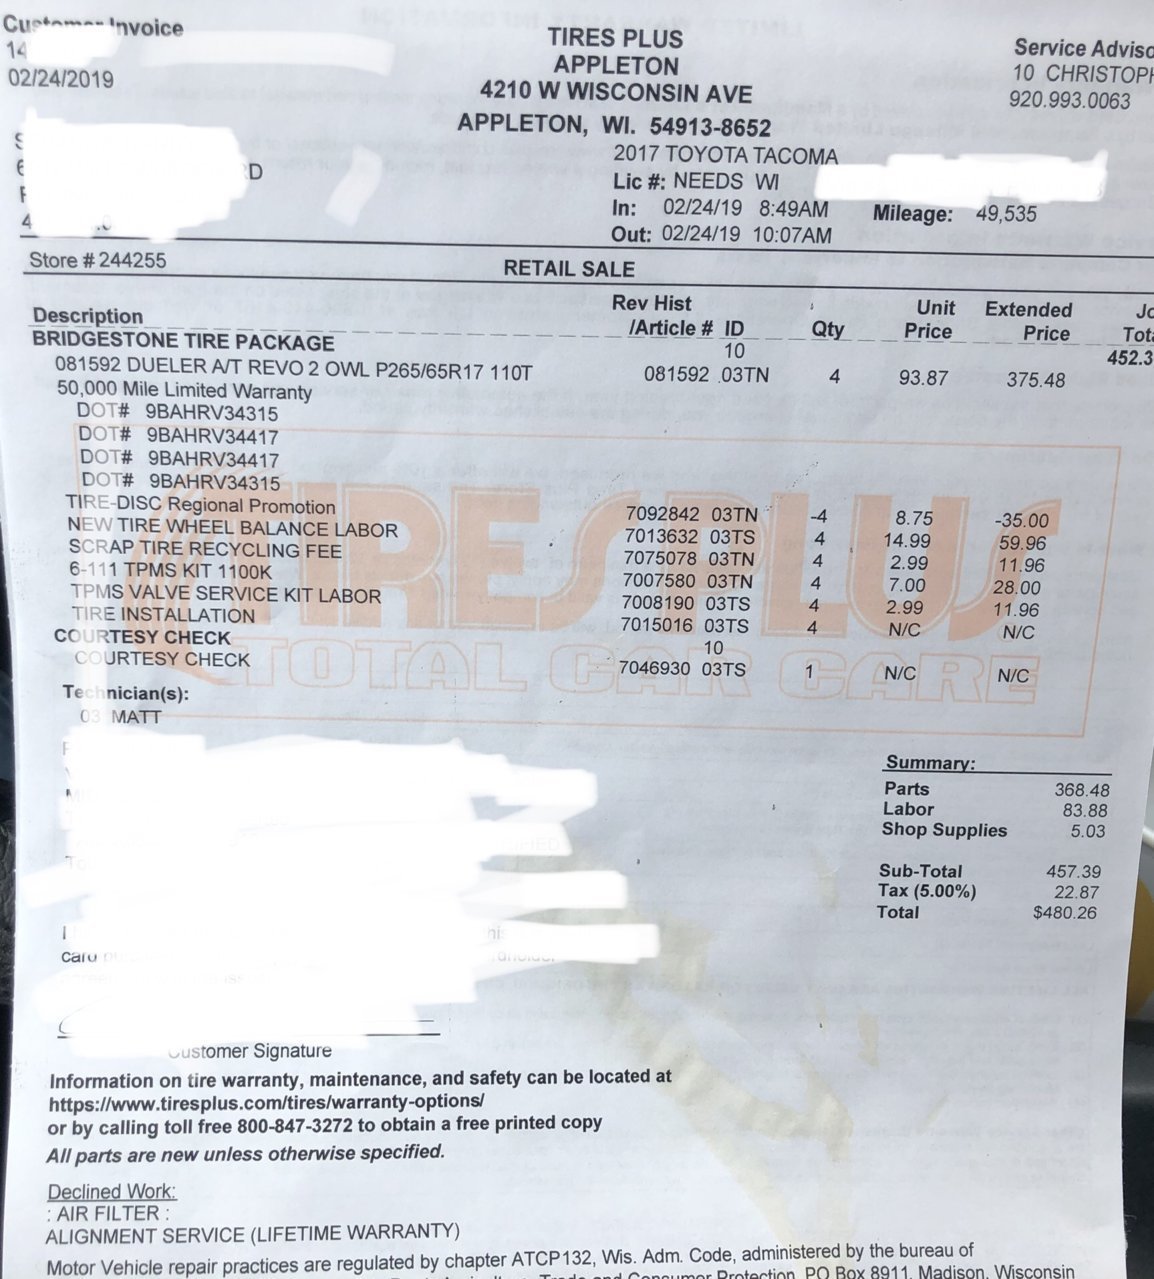 Customer Invoice
14
02/24/2019
TIRES PLUS
APPLETON
4210 W WISCONSIN AVE
APPLETON, WI. 54913-8652
Service Adviso
10 CHRISTOPH
920.993.0063
2017 TOYOTA TACOMA
Lic #: NEEDS WI
In: 02/24/19 8:49AM Mileage: 49,535
Out: 02/24/19 10:07AM
Store # 244255
RETAIL SALE
Description Rev Hist /Article # ID Qty Unit Price Extended Price
BRIDGESTONE TIRE PACKAGE 10 452.3
081592 DUELER A/T REVO 2 OWL P265/65R17 110T 081592 03TN 4 93.87 375.48
50,000 Mile Limited Warranty
DOT# 9BAHRV34315
DOT# 9BAHRV34417
DOT# 9BAHRV34417
DOT# 9BAHRV34315
TIRE-DISC Regional Promotion 7092842 03TN -4 8.75 -35.00
NEW TIRE WHEEL BALANCE LABOR 7013632 03TS 4 14.99 59.96
SCRAP TIRE RECYCLING FEE 7075078 03TN 4 2.99 11.96
6-111 TPMS KIT 1100K 7007580 03TN 4 7.00 28.00
TPMS VALVE SERVICE KIT LABOR 7008190 03TS 4 2.99 11.96
TIRE INSTALLATION 7015016 03TS 4 N/C N/C
COURTESY CHECK 10
COURTESY CHECK 7046930 03TS 1 N/C N/C
TIRES PLUS
TOTAL CAR CARE
Technician(s):
03 MATT
Summary:
Parts 368.48
Labor 83.88
Shop Supplies 5.03
Sub-Total 457.39
Tax (5.00%) 22.87
Total $480.26
Customer Signature
Information on tire warranty, maintenance, and safety can be located at
https://www.tiresplus.com/tires/warranty-options/
or by calling toll free 800-847-3272 to obtain a free printed copy
All parts are new unless otherwise specified.
Declined Work:
: AIR FILTER :
ALIGNMENT SERVICE (LIFETIME WARRANTY)
Motor Vehicle repair practices are regulated by chapter ATCP132, Wis. Adm. Code, administered by the bureau of
Trade and Consumer Protection, PO Box 8911, Madison, Wisconsin